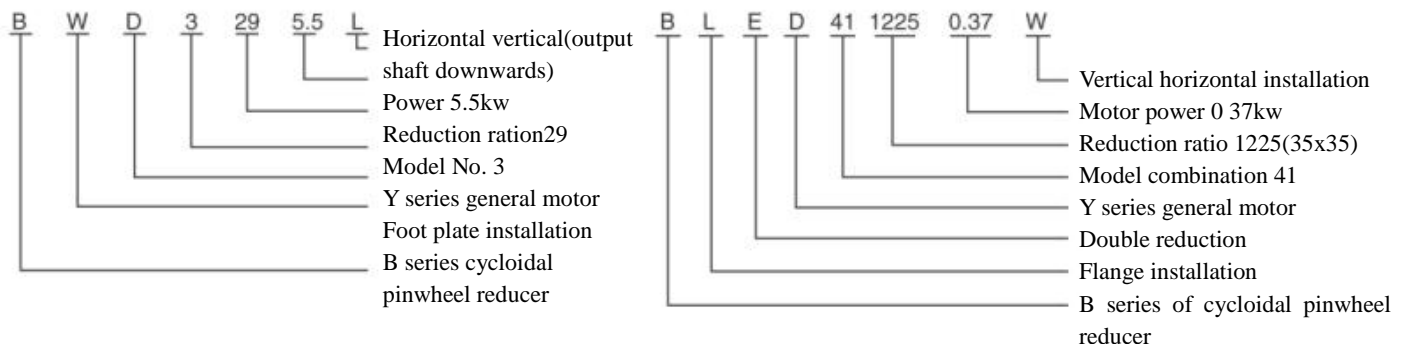 B W D 3 29 5.5 L
Horizontal vertical(output
shaft downwards)
Power 5.5kw
Reduction ration29
Model No. 3
Y series general motor
Foot plate installation
B series cycloidal
pinwheel reducer
B L E D 41 1225 0.37 W
Vertical horizontal installation
Motor power 0 37kw
Reduction ratio 1225(35x35)
Model combination 41
Y series general motor
Double reduction
Flange installation
B series of cycloidal pinwheel
reducer